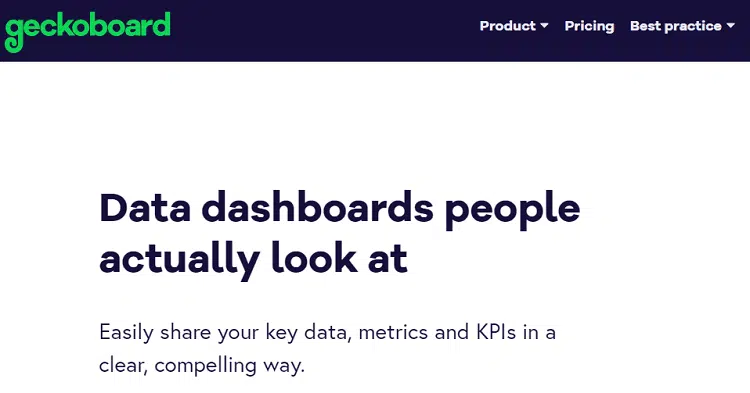 geckoboard
Product Pricing Best practice
Data dashboards people
actually look at
Easily share your key data, metrics and KPIs in a
clear, compelling way.